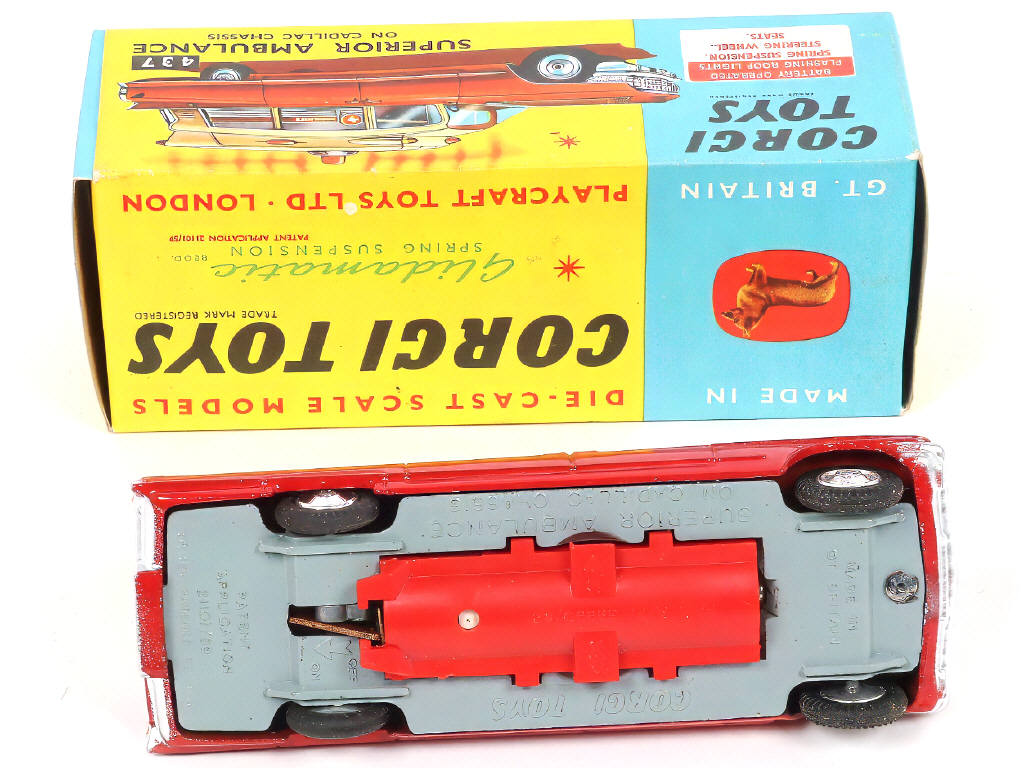 DIE-CAST SCALE MODELS
CORGI TOYS
TRADE MARK REGISTERED
Glidamatic
SPRING SUSPENSION
PATENT APPLICATION 21101/59
PLAYCRAFT TOYS LTD · LONDON
MADE IN
GT. BRITAIN
437
SUPERIOR AMBULANCE
ON CADILLAC CHASSIS
CORGI
TOYS
BATTERY OPERATED
FLASHING ROOF LIGHTS
SPRING SUSPENSION.
STEERING WHEEL.
SEATS.
SUPERIOR AMBULANCE
ON CADILLAC CHASSIS
MADE IN
GT BRITAIN
PATENT
APPLICATION
21101/59
OFF
ON
CORGI TOYS